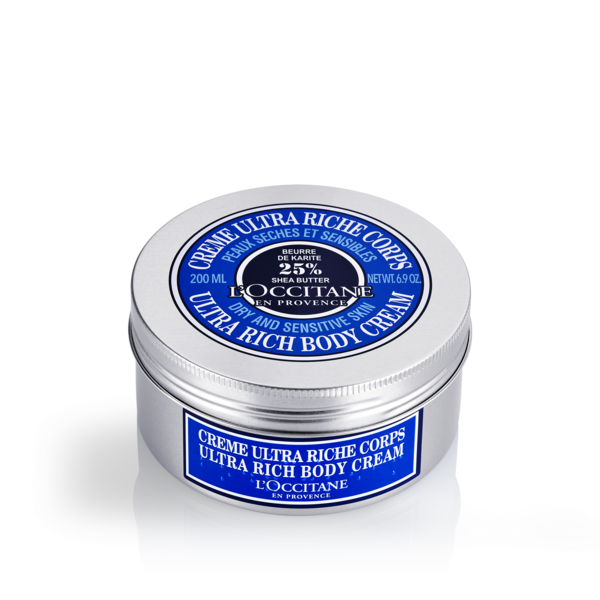 CREME ULTRA RICHE CORPS
PEAUX SECHES ET SENSIBLES
BEURRE
DE KARITE
25%
SHEA BUTTER
200 ML
NET WT. 6.9 OZ.
L'OCCITANE
EN PROVENCE
DRY AND SENSITIVE SKIN
ULTRA RICH BODY CREAM
CREME ULTRA RICHE CORPS
ULTRA RICH BODY CREAM
L'OCCITANE
EN PROVENCE